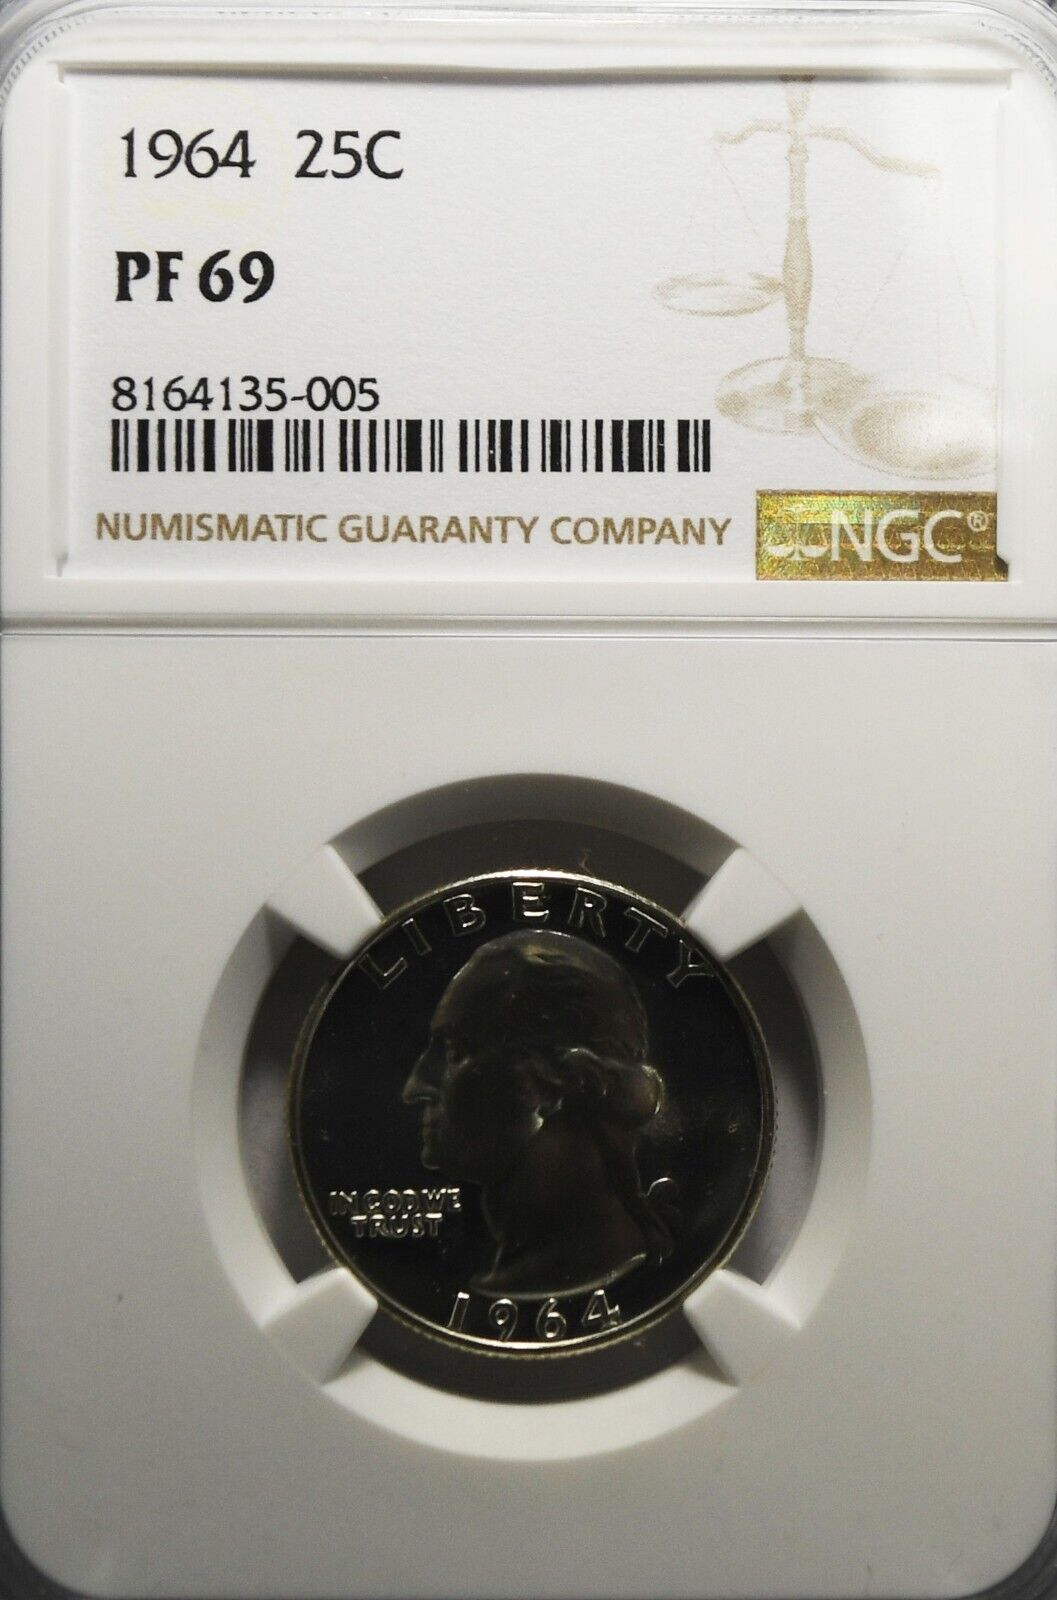 1964 25C
PF 69
8164135-005
NUMISMATIC GUARANTY COMPANY
NGC®
LIBERTY
IN GOD WE
TRUST
1964